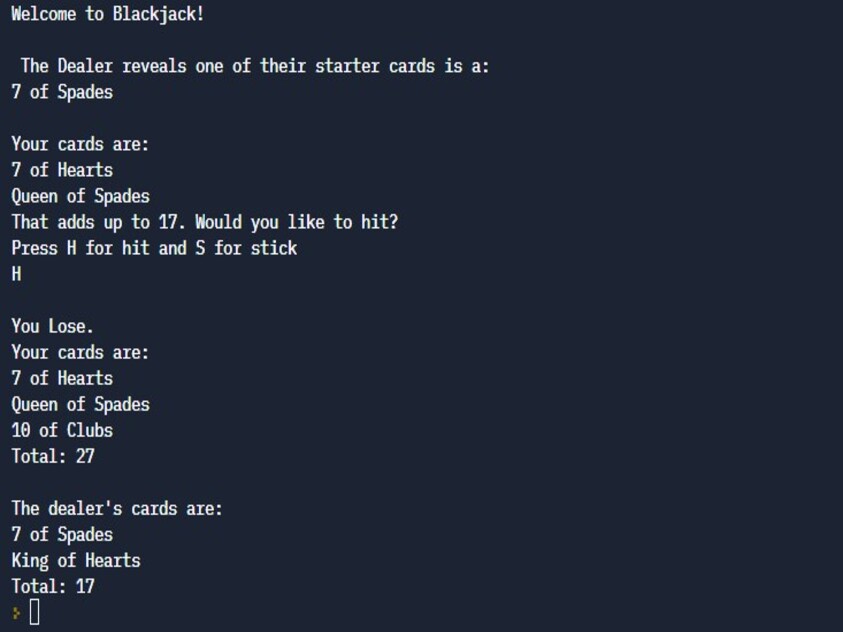 Welcome to Blackjack!
The Dealer reveals one of their starter cards is a:
7 of Spades
Your cards are:
7 of Hearts
Queen of Spades
That adds up to 17. Would you like to hit?
Press H for hit and S for stick
H
You Lose.
Your cards are:
7 of Hearts
Queen of Spades
10 of Clubs
Total: 27
The dealer's cards are:
7 of Spades
King of Hearts
Total: 17